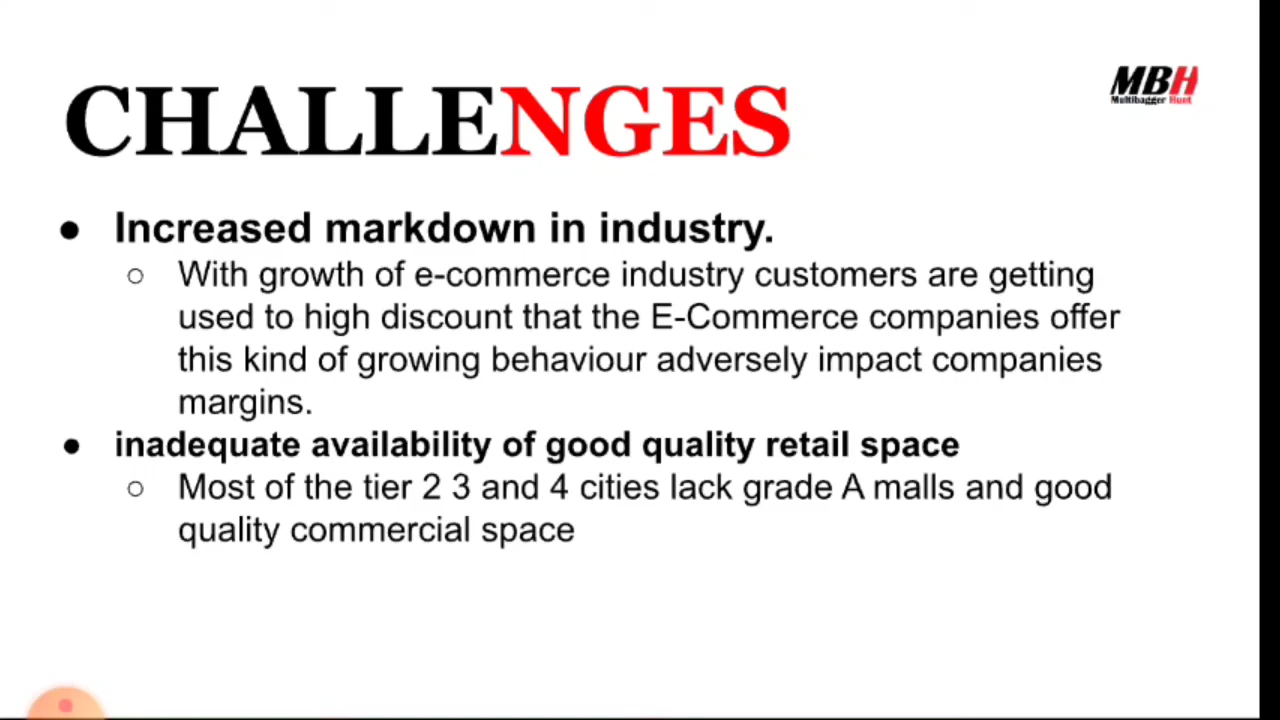 MBH
Multibagger Hunt
CHALLENGES
● Increased markdown in industry.
○ With growth of e-commerce industry customers are getting
used to high discount that the E-Commerce companies offer
this kind of growing behaviour adversely impact companies
margins.
● inadequate availability of good quality retail space
○ Most of the tier 2 3 and 4 cities lack grade A malls and good
quality commercial space